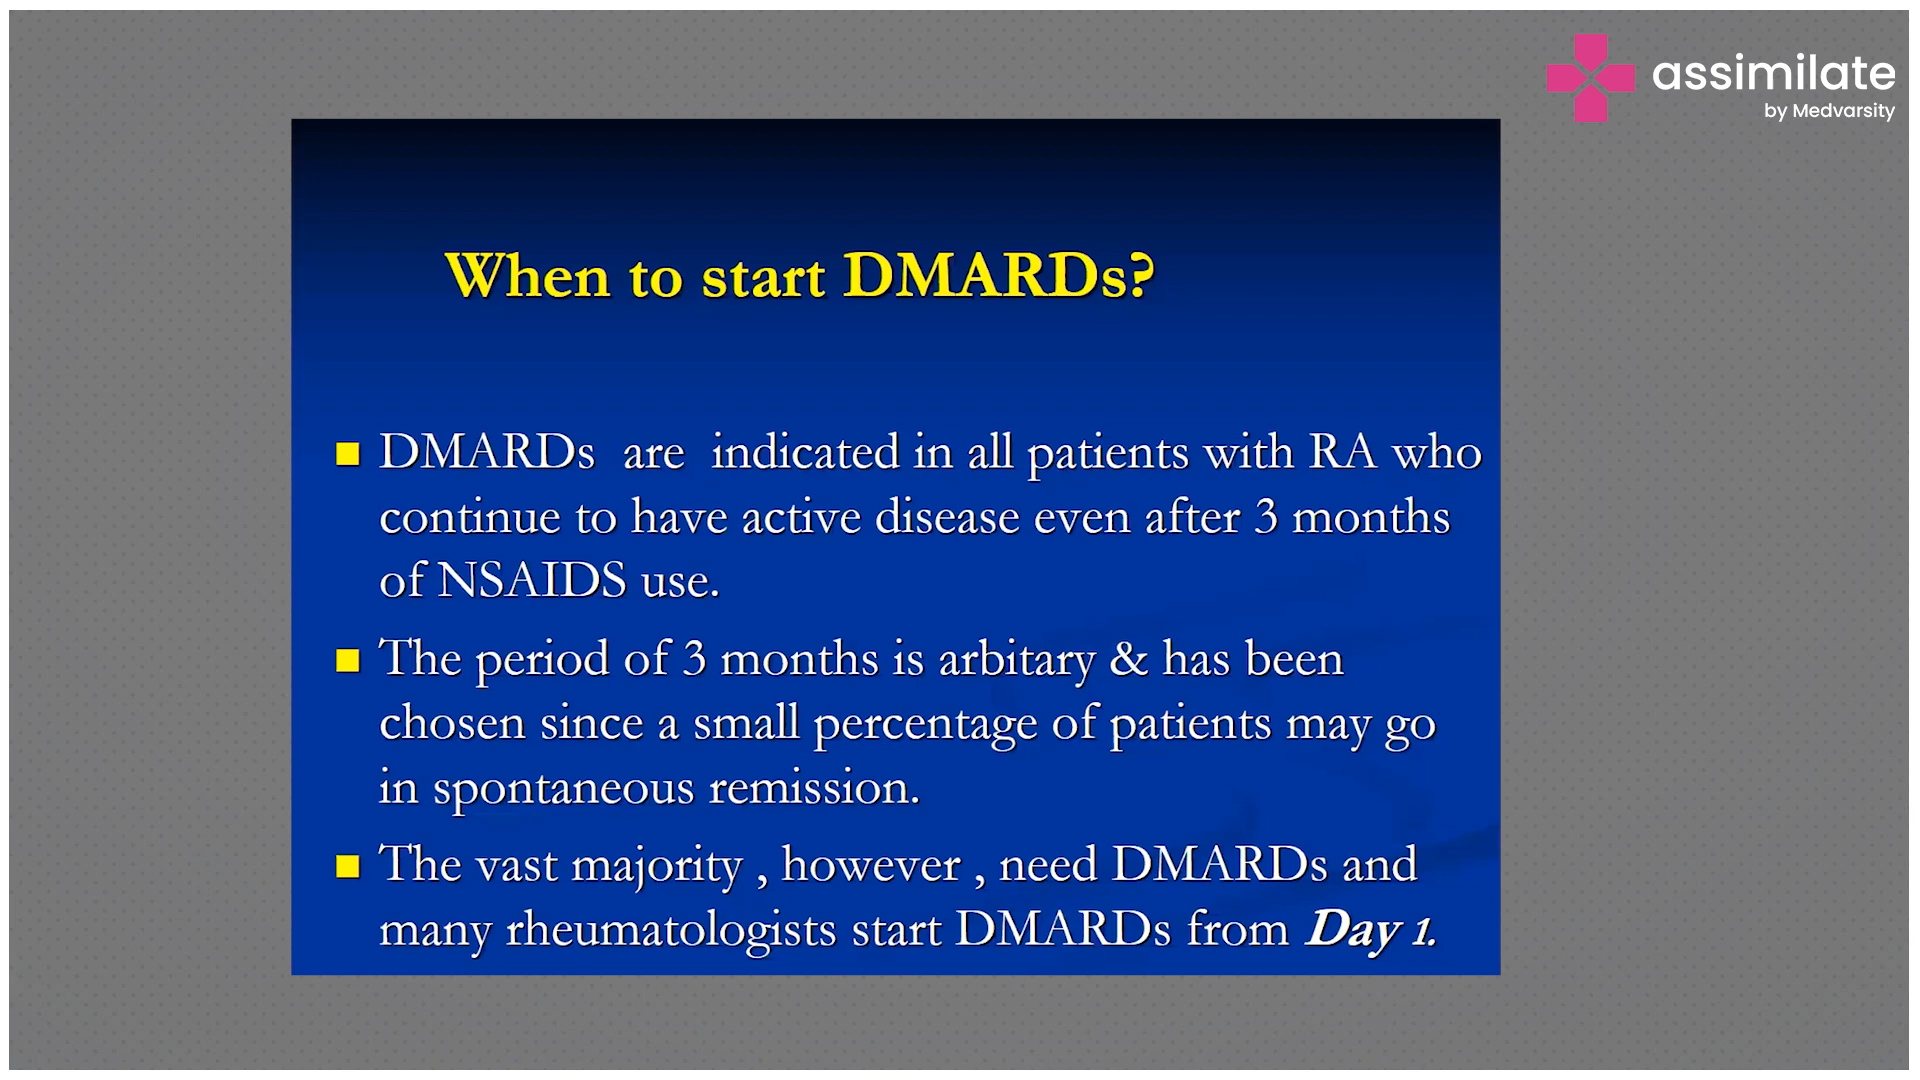 assimilate
by Medvarsity
When to start DMARDs?
DMARDs are indicated in all patients with RA who
continue to have active disease even after 3 months
of NSAIDS use.
The period of 3 months is arbitary & has been
chosen since a small percentage of patients may go
in spontaneous remission.
The vast majority , however , need DMARDs and
many rheumatologists start DMARDs from Day 1.